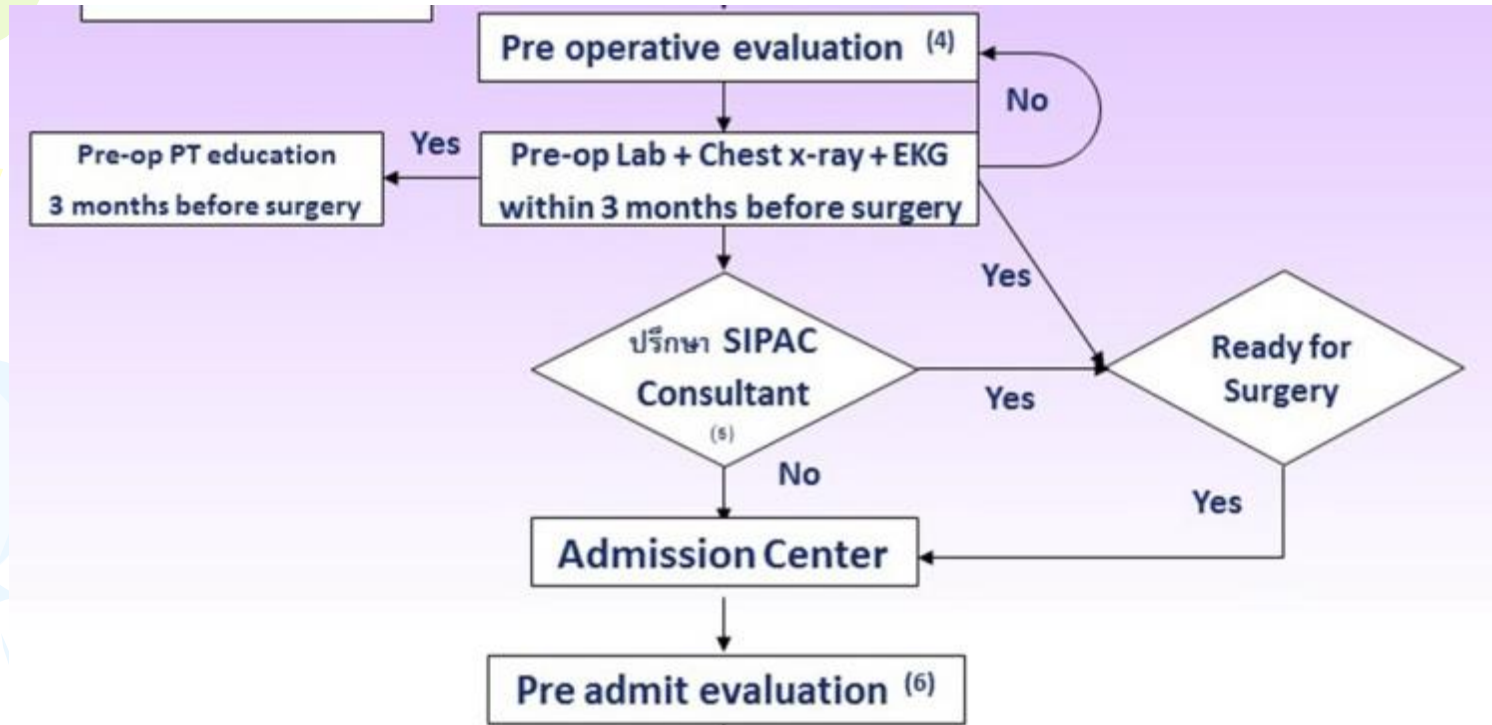 Pre operative evaluation (4)
No
Yes
Pre-op PT education
3 months before surgery
Pre-op Lab + Chest x-ray + EKG
within 3 months before surgery
Yes
ปรึกษา SIPAC
Consultant
(5)
Yes
Ready for
Surgery
No
Yes
Admission Center
Pre admit evaluation (6)